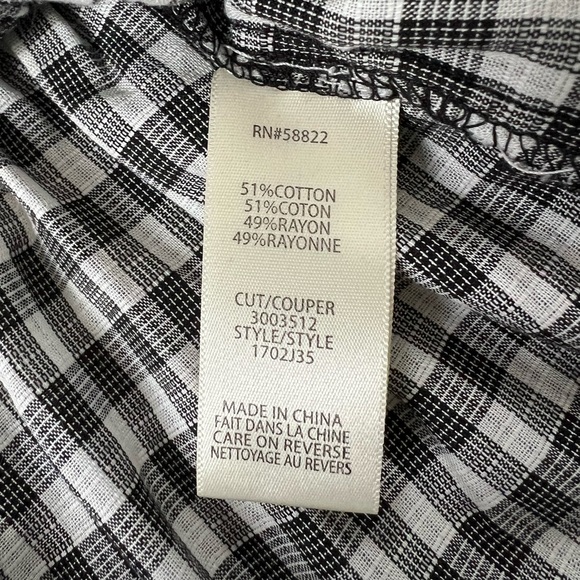 RN#58822
51%COTTON
51%COTON
49%RAYON
49%RAYONNE
CUT/COUPER
3003512
STYLE/STYLE
1702J35
MADE IN CHINA
FAIT DANS LA CHINE
CARE ON REVERSE
NETTOYAGE AU REVERS